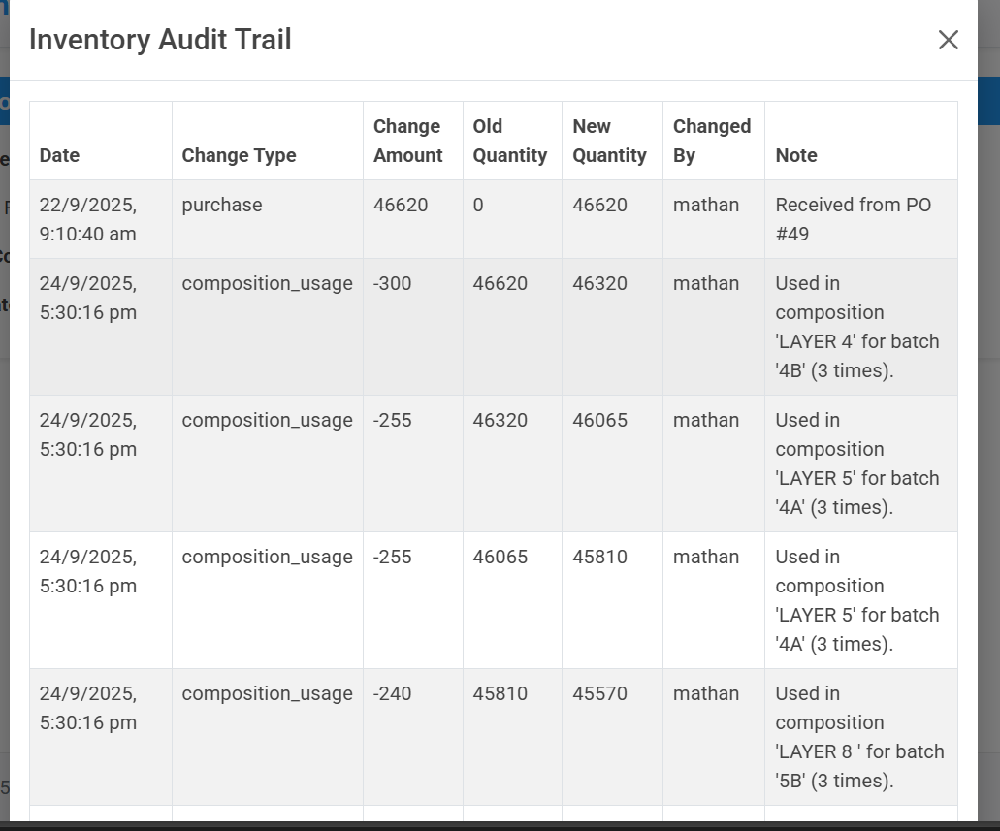 Inventory Audit Trail
Date
Change Type
Change
Amount
Old
Quantity
New
Quantity
Changed
By
Note
22/9/2025,
9:10:40 am
purchase
46620
0
46620
mathan
Received from PO
#49
24/9/2025,
5:30:16 pm
composition_usage
-300
46620
46320
mathan
Used in
composition
'LAYER 4' for batch
'4B' (3 times).
24/9/2025,
5:30:16 pm
composition_usage
-255
46320
46065
mathan
Used in
composition
'LAYER 5' for batch
'4A' (3 times).
24/9/2025,
5:30:16 pm
composition_usage
-255
46065
45810
mathan
Used in
composition
'LAYER 5' for batch
'4A' (3 times).
24/9/2025,
5:30:16 pm
composition_usage
-240
45810
45570
mathan
Used in
composition
'LAYER 8 ' for batch
'5B' (3 times).